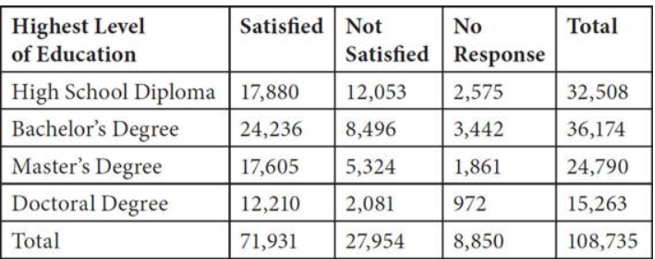 Highest Level of Education Satisfied Not Satisfied No Response Total
High School Diploma 17,880 12,053 2,575 32,508
Bachelor's Degree 24,236 8,496 3,442 36,174
Master's Degree 17,605 5,324 1,861 24,790
Doctoral Degree 12,210 2,081 972 15,263
Total 71,931 27,954 8,850 108,735